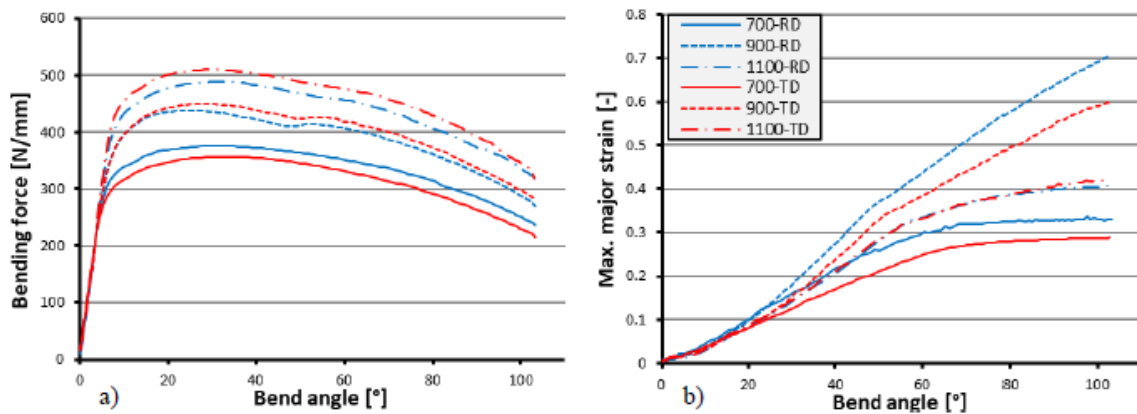 600
500
400
300
200
100
0
Bending force [N/mm]
0 20 40 60 80 100
Bend angle [°]
a)
0.8
0.7
0.6
0.5
0.4
0.3
0.2
0.1
0
Max. major strain [-]
700-RD
900-RD
1100-RD
700-TD
900-TD
1100-TD
0 20 40 60 80 100
Bend angle [°]
b)